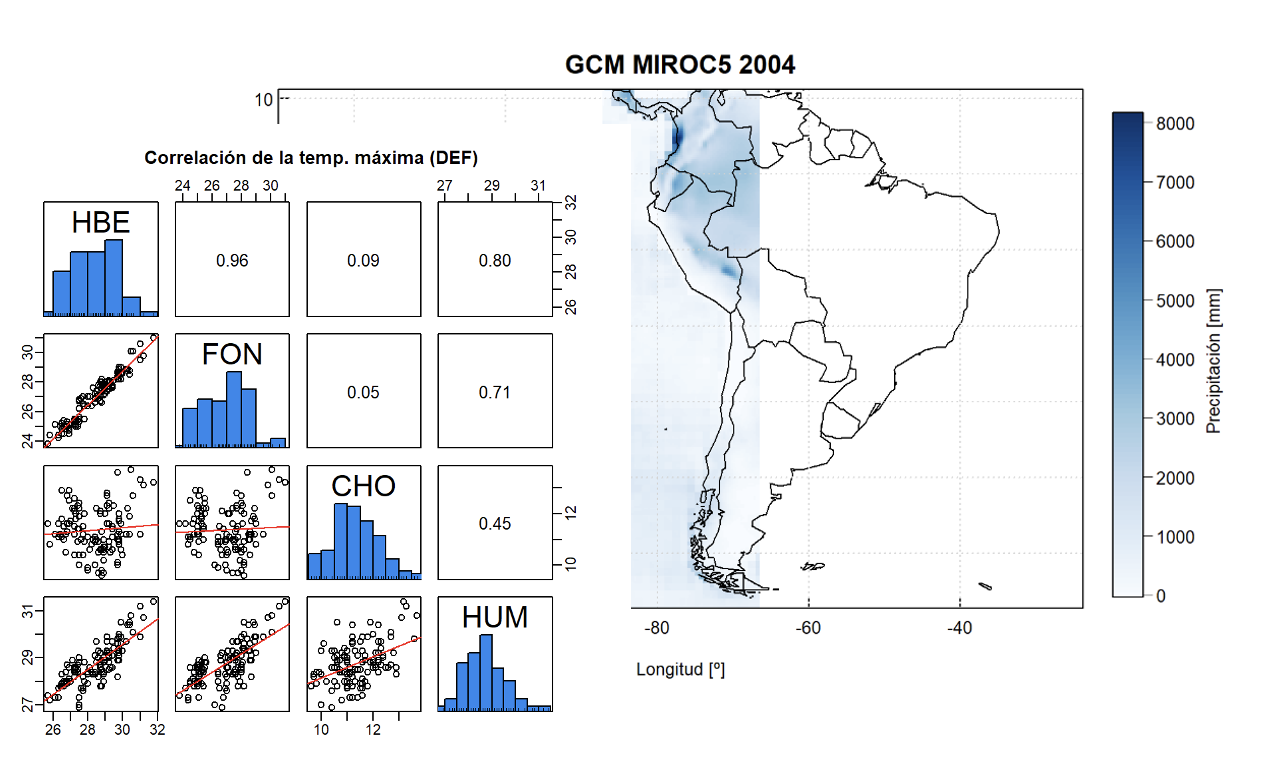 GCM MIROC5 2004
10
Correlación de la temp. máxima (DEF)
24 26 28 30
27 29 31
HBE
0.96
0.09
0.80
26 28 30 32
24 26 28 30
FON
0.05
0.71
CHO
0.45
10 12
27 29 31
HUM
26 28 30 32
10 12
8000
7000
6000
5000
4000
3000
2000
1000
0
Precipitación [mm]
-80 -60 -40
Longitud [º]